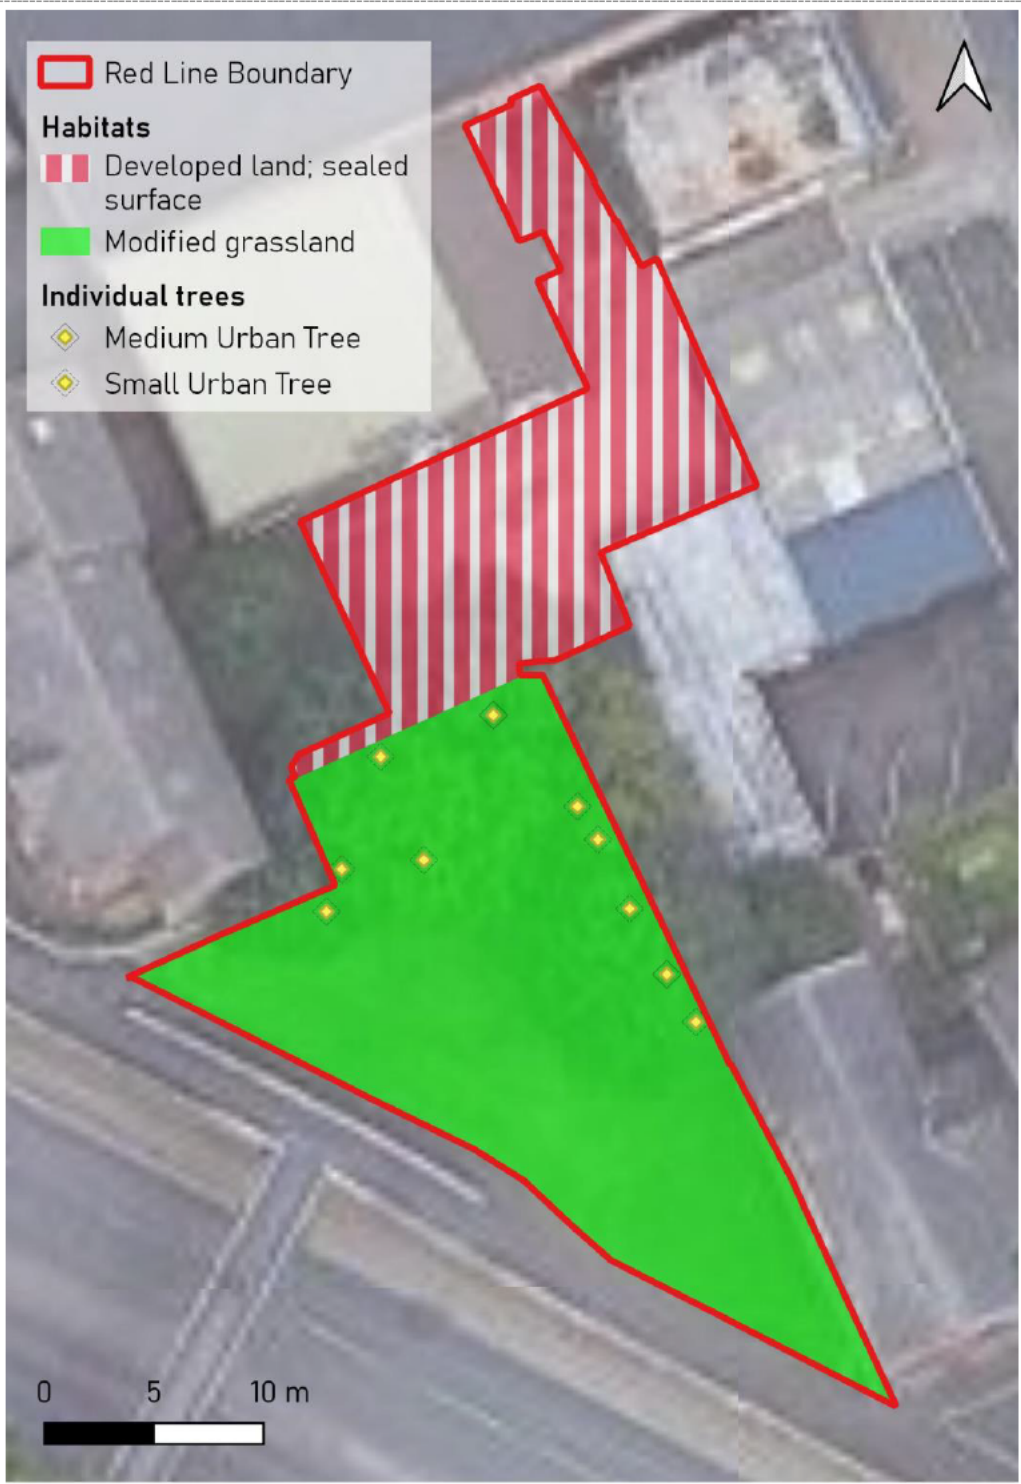 Red Line Boundary
Habitats
Developed land; sealed
surface
Modified grassland
Individual trees
Medium Urban Tree
Small Urban Tree
0 5 10 m